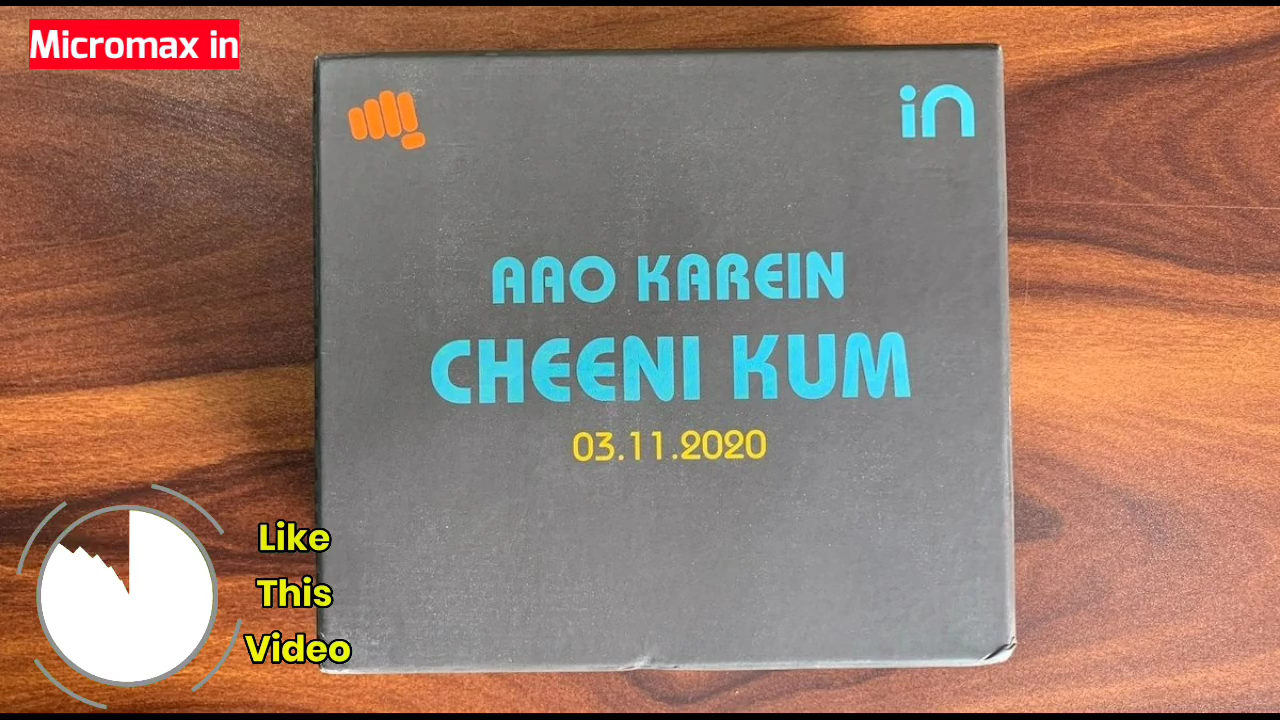 Micromax in
in
AAO KAREIN
CHEENI KUM
03.11.2020
Like
This
Video